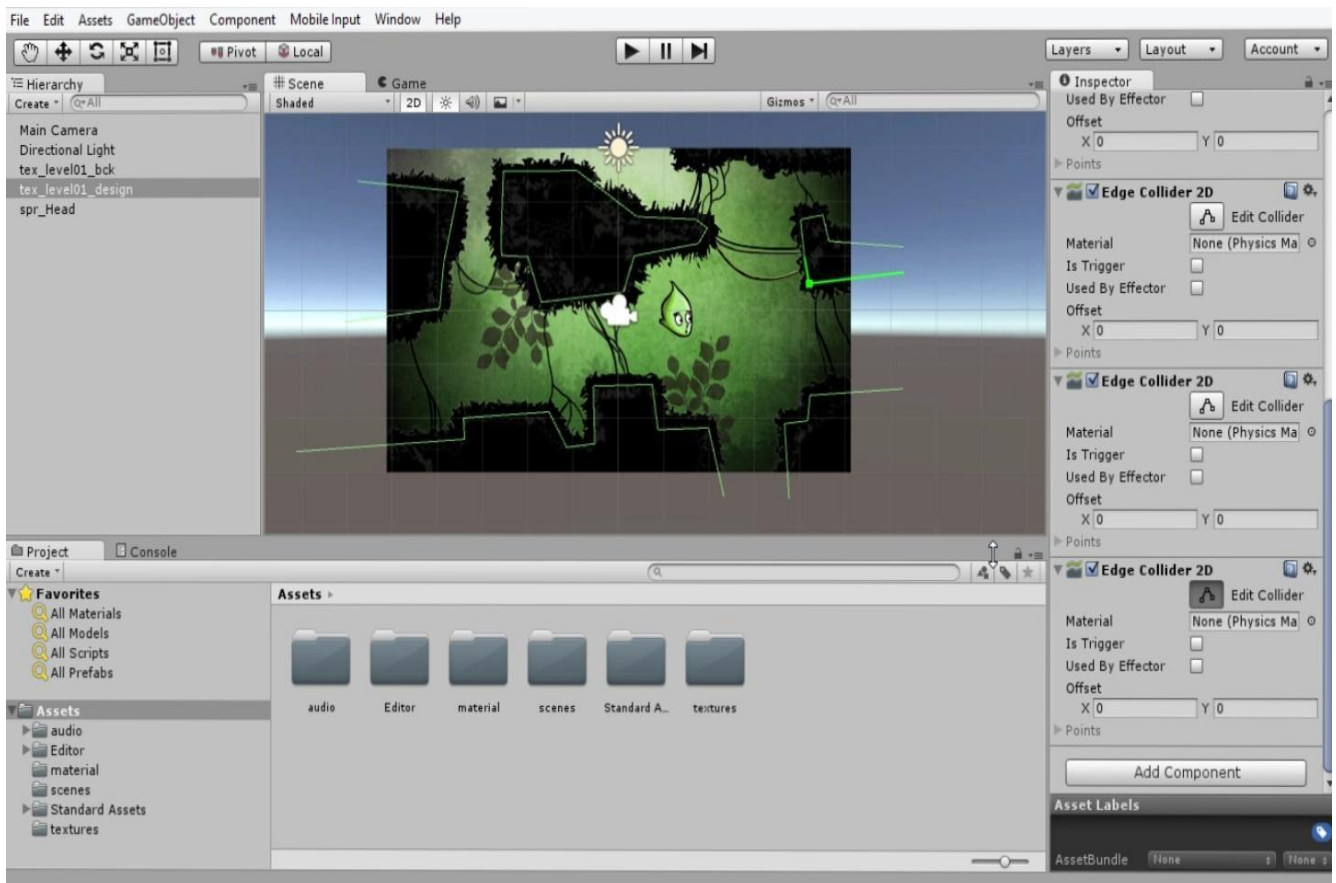 File Edit Assets GameObject Component Mobile Input Window Help
Pivot Local
Layers Layout Account
Hierarchy
Create All
Main Camera
Directional Light
tex_level01_bck
tex_level01_design
spr_Head
Scene Game
Shaded 2D Gizmos All
Inspector
Used By Effector
Offset
X 0 Y 0
Points
Edge Collider 2D
Edit Collider
Material None (Physics Ma
Is Trigger
Used By Effector
Offset
X 0 Y 0
Points
Edge Collider 2D
Edit Collider
Material None (Physics Ma
Is Trigger
Used By Effector
Offset
X 0 Y 0
Points
Edge Collider 2D
Edit Collider
Material None (Physics Ma
Is Trigger
Used By Effector
Offset
X 0 Y 0
Points
Add Component
Asset Labels
AssetBundle None None
Project Console
Create
Favorites
All Materials
All Models
All Scripts
All Prefabs
Assets
audio
Editor
material
scenes
Standard Assets
textures
Assets
audio Editor material scenes Standard A... textures